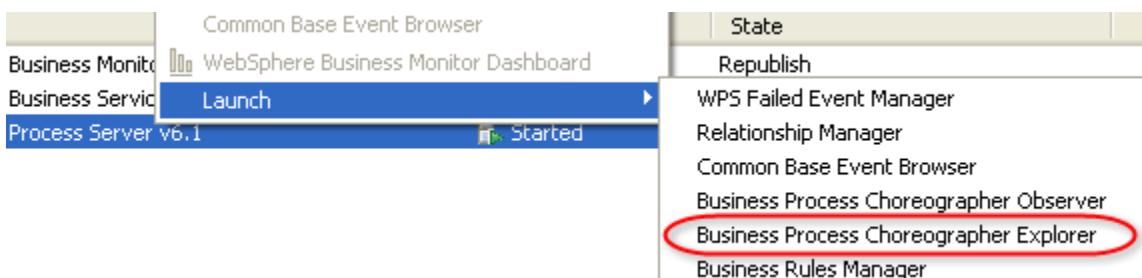 Common Base Event Browser
State
Business Monito
WebSphere Business Monitor Dashboard
Republish
Business Servic
Launch
WPS Failed Event Manager
Process Server v6.1
Started
Relationship Manager
Common Base Event Browser
Business Process Choreographer Observer
Business Process Choreographer Explorer
Business Rules Manager